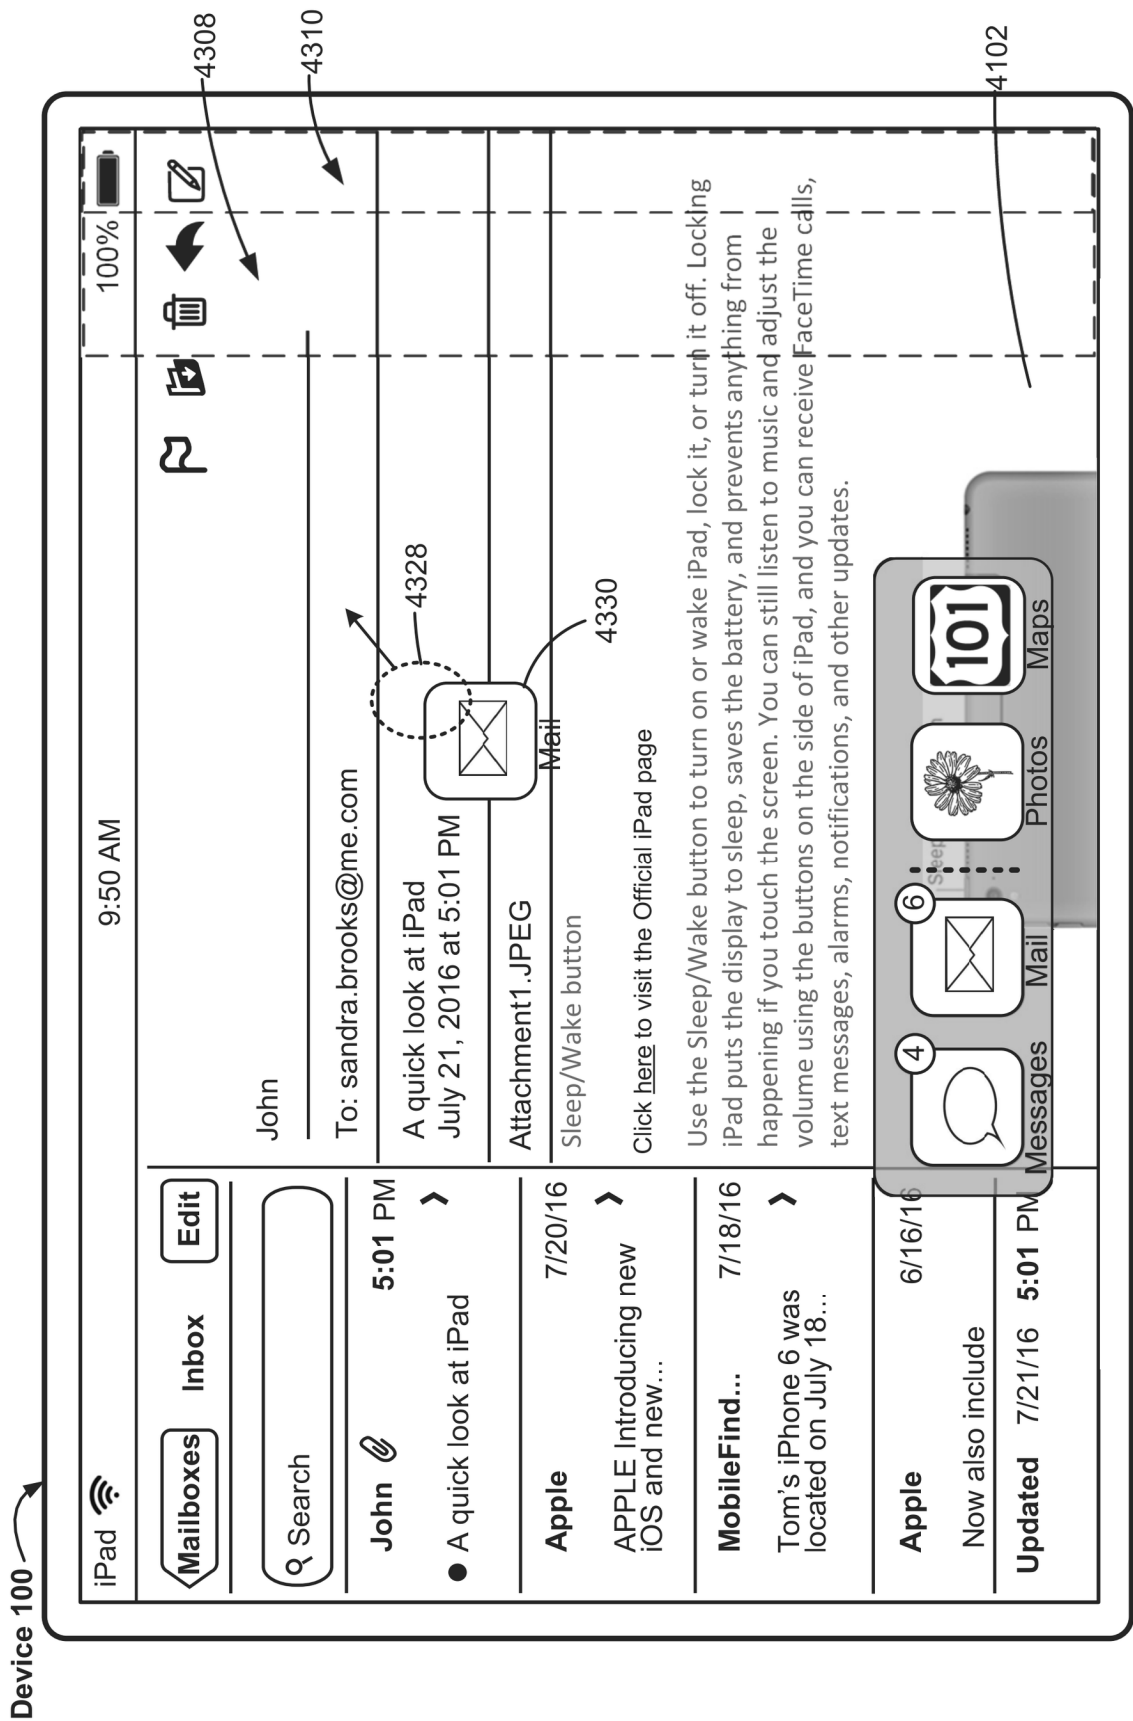 Device 100
iPad
9:50 AM
100%
Mailboxes
Inbox
Edit
Search
John
5:01 PM
A quick look at iPad
Apple
7/20/16
APPLE Introducing new
iOS and new...
MobileFind...
7/18/16
Tom's iPhone 6 was
located on July 18...
Apple
6/16/16
Now also include
Updated 7/21/16 5:01 PM
John
To: sandra.brooks@me.com
A quick look at iPad
July 21, 2016 at 5:01 PM
Attachment1.JPEG
Mail
Sleep/Wake button
Click here to visit the Official iPad page
Use the Sleep/Wake button to turn on or wake iPad, lock it, or turn it off. Locking
iPad puts the display to sleep, saves the battery, and prevents anything from
happening if you touch the screen. You can still listen to music and adjust the
volume using the buttons on the side of iPad, and you can receive FaceTime calls,
text messages, alarms, notifications, and other updates.
4
6
Sleep
101
Messages
Mail
Photos
Maps
4308
4310
4328
4330
4102